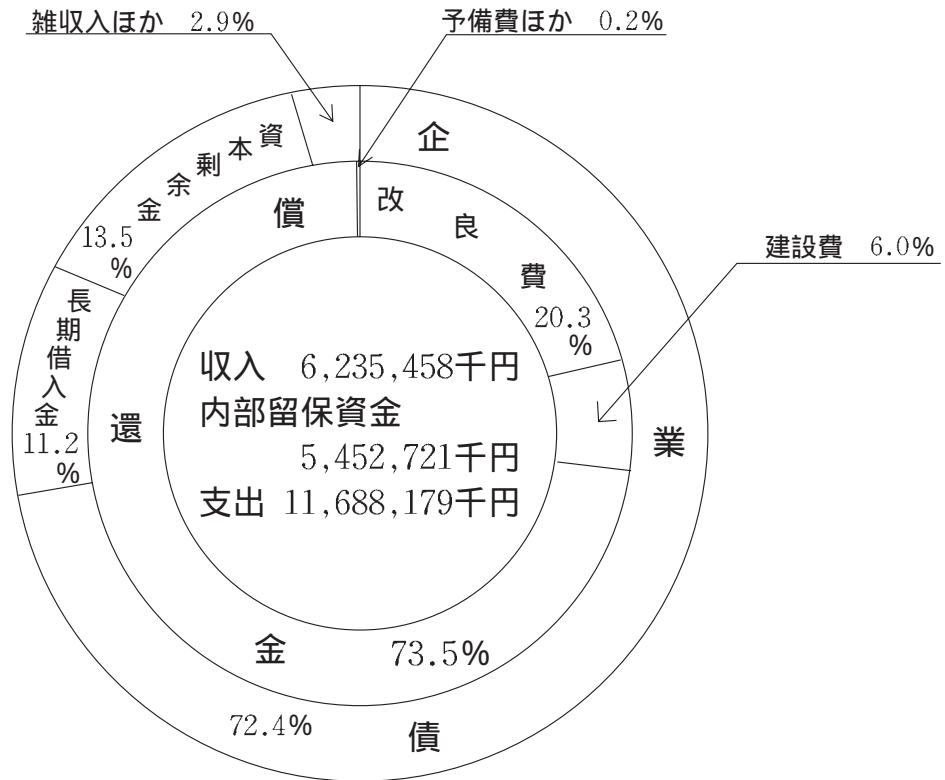 雑収入ほか 2.9%
予備費ほか 0.2%
企業債
72.4%
資本剰余金
13.5
%
長期借入金
11.2
%
改良費
20.3
%
建設費 6.0%
償還金
73.5%
収入 6,235,458千円
内部留保資金
5,452,721千円
支出 11,688,179千円